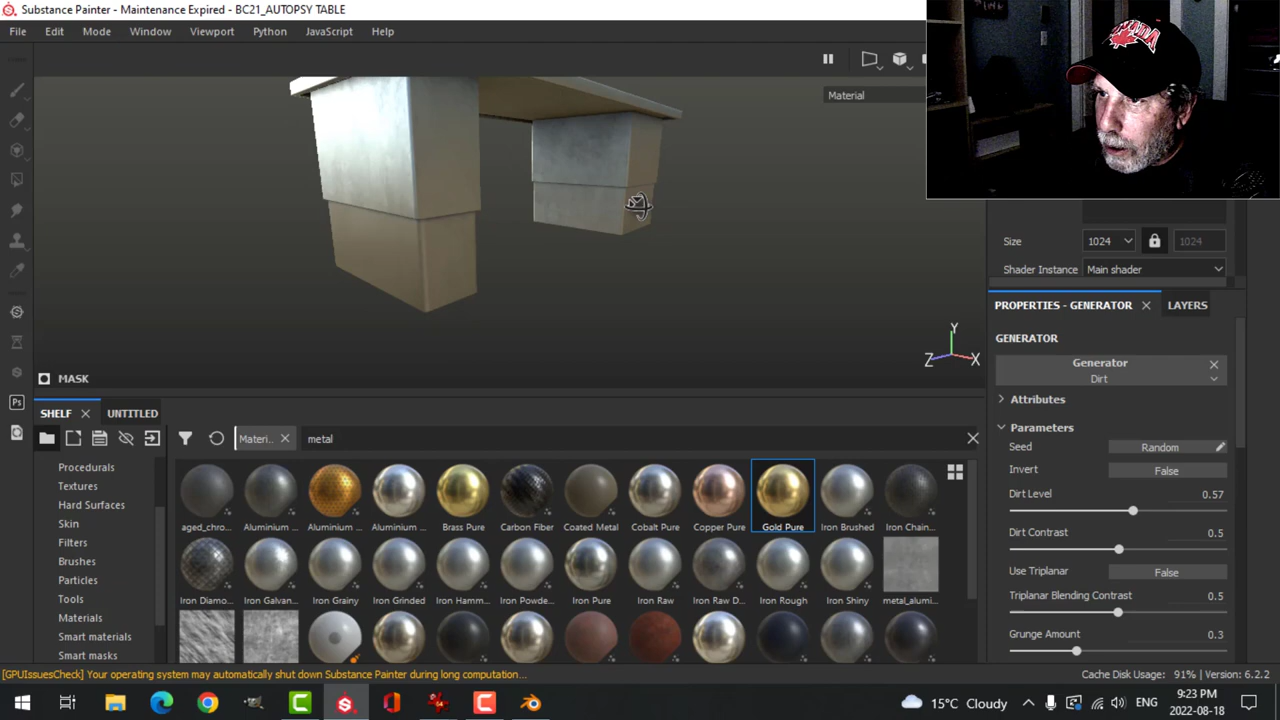 Substance Painter - Maintenance Expired - BC21_AUTOPSY TABLE
File Edit Mode Window Viewport Python JavaScript Help
Material
CANADA
Size 1024 1024
Shader Instance Main shader
PROPERTIES - GENERATOR LAYERS
GENERATOR
Generator
Dirt
Attributes
Parameters
Seed Random
Invert False
Dirt Level 0.57
Dirt Contrast 0.5
Use Triplanar False
Triplanar Blending Contrast 0.5
Grunge Amount 0.3
Y
Z X
MASK
SHELF UNTITLED
Ps
Materi.. metal
Procedurals
Textures
Hard Surfaces
Skin
Filters
Brushes
Particles
Tools
Materials
Smart materials
Smart masks
aged_chro... Aluminium ... Aluminium ... Aluminium ... Brass Pure Carbon Fiber Coated Metal Cobalt Pure Copper Pure Gold Pure Iron Brushed Iron Chain...
Iron Diamo... Iron Galvan... Iron Grainy Iron Grinded Iron Hamm... Iron Powde... Iron Pure Iron Raw Iron Raw D... Iron Rough Iron Shiny metal_alumi...
[GPUIssuesCheck] Your operating system may automatically shut down Substance Painter during long computation...
Cache Disk Usage: 91% | Version: 6.2.2
15°C Cloudy
ENG
9:23 PM
2022-08-18